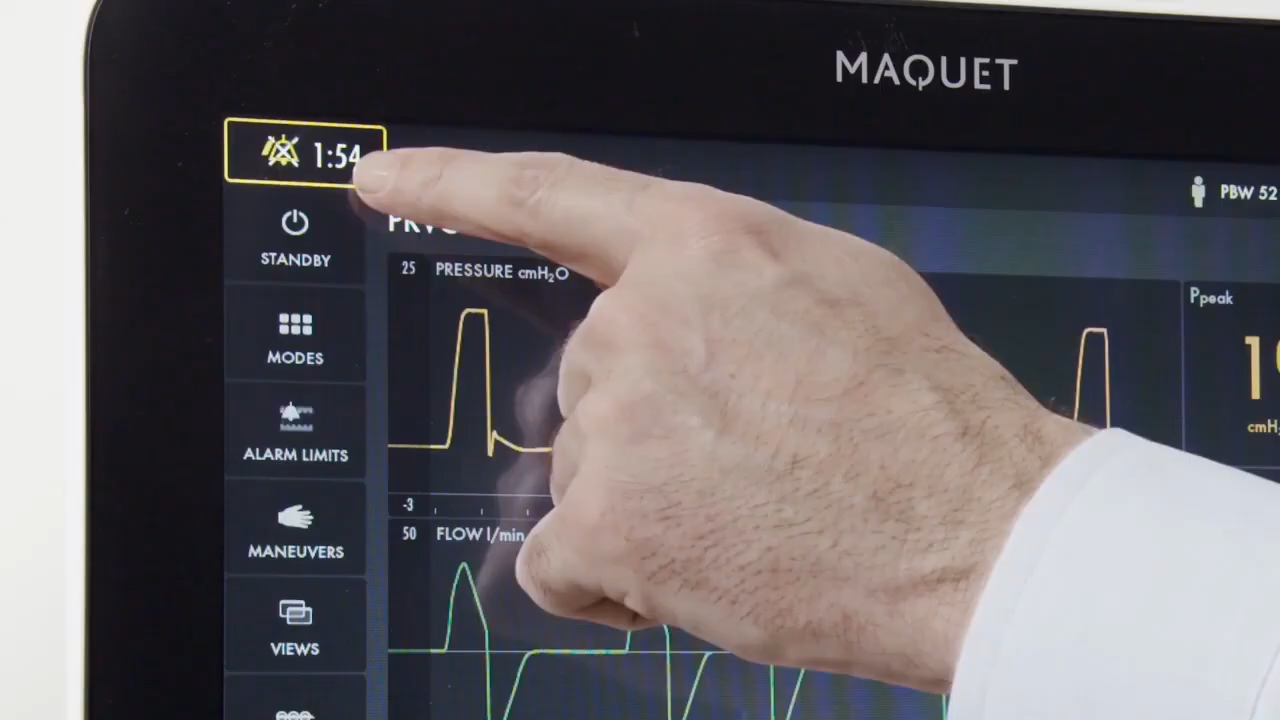 MAQUET
1:54
PBW 52
STANDBY
25 PRESSURE cmH₂O
Ppeak
MODES
ALARM LIMITS
-3
50 FLOW l/min
MANEUVERS
VIEWS